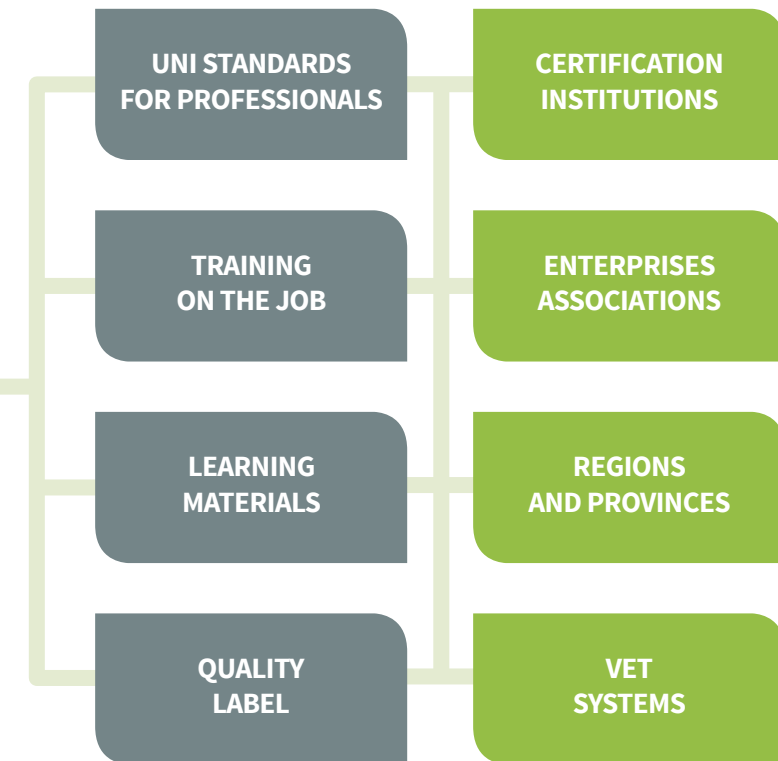 UNI STANDARDS
FOR PROFESSIONALS
CERTIFICATION
INSTITUTIONS
TRAINING
ON THE JOB
ENTERPRISES
ASSOCIATIONS
LEARNING
MATERIALS
REGIONS
AND PROVINCES
QUALITY
LABEL
VET
SYSTEMS